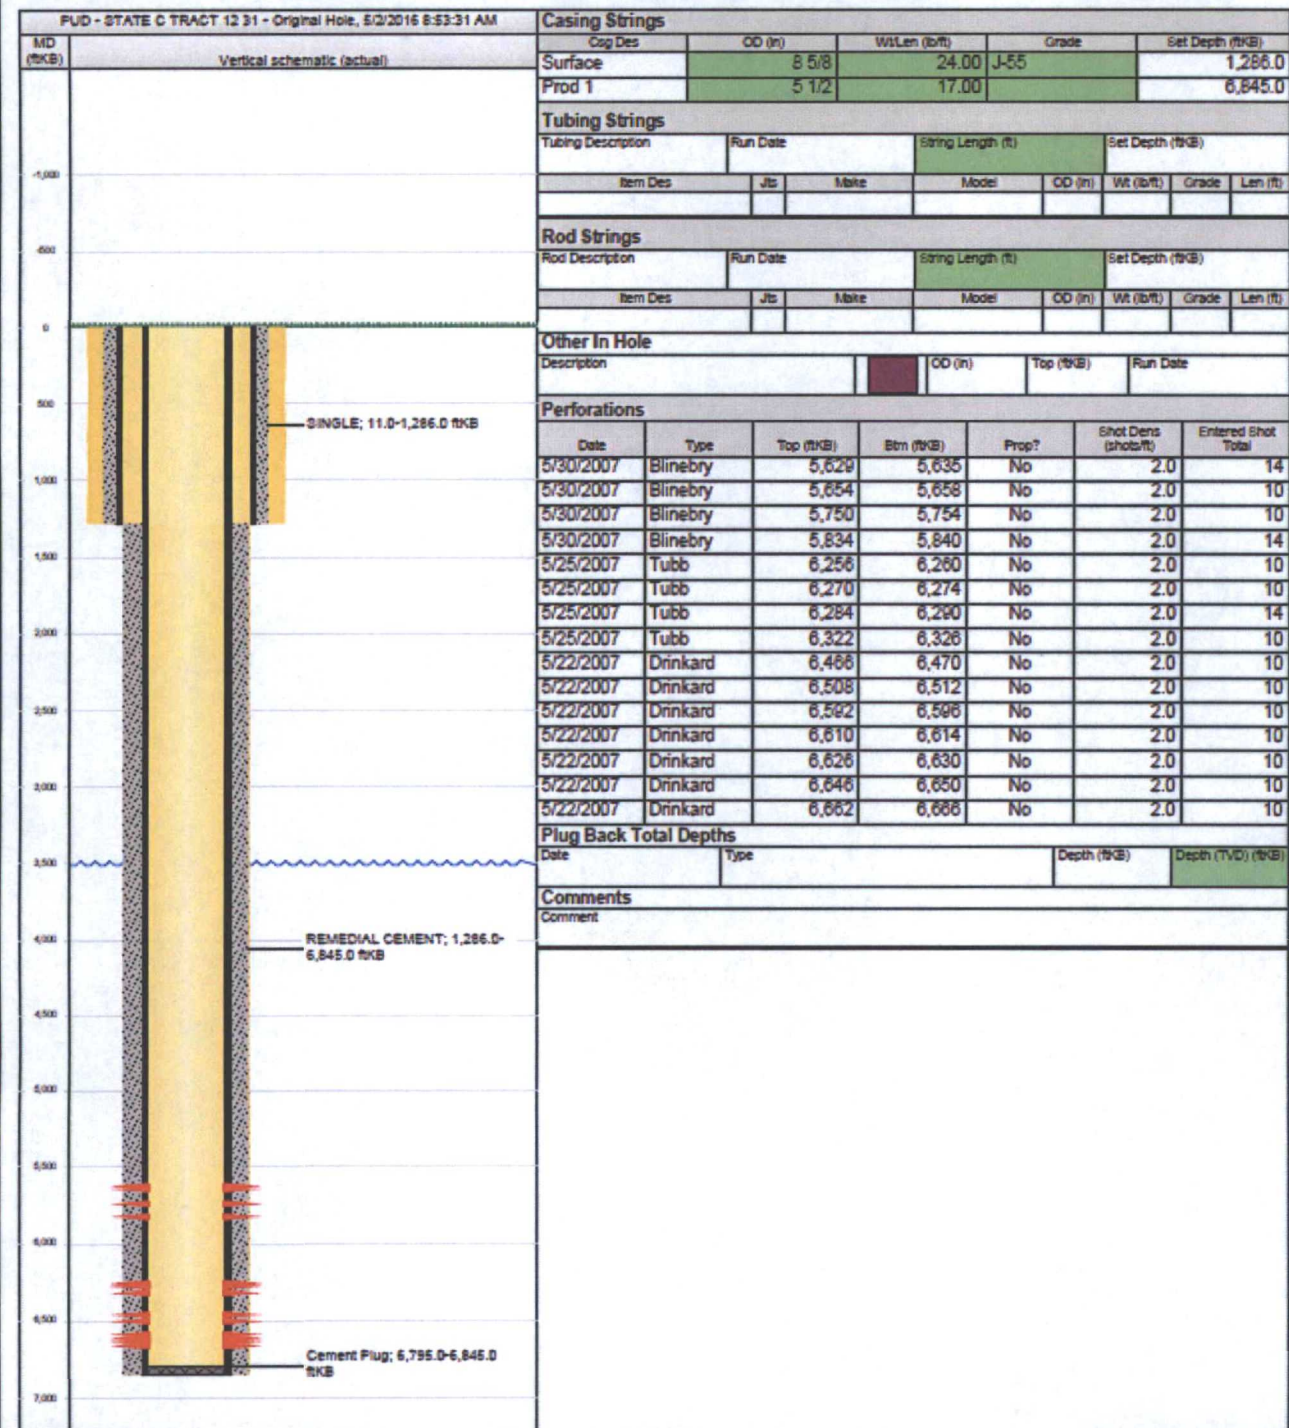 PUD - STATE C TRACT 12 31 - Original Hole, 5/2/2016 8:53:31 AM
MD (ftKB)
Vertical schematic (actual)
-1,000
-500
0
500
1,000
1,500
2,000
2,500
3,000
3,500
4,000
4,500
5,000
5,500
6,000
6,500
7,000
SINGLE; 11.0-1,286.0 ftKB
REMEDIAL CEMENT; 1,286.0-
6,845.0 ftKB
Cement Plug; 6,795.0-6,845.0
ftKB
Casing Strings
Csg Des OD (in) Wt/Len (lb/ft) Grade Set Depth (ftKB)
Surface 8 5/8 24.00 J-55 1,286.0
Prod 1 5 1/2 17.00 6,845.0
Tubing Strings
Tubing Description Run Date String Length (ft) Set Depth (ftKB)
Item Des Jts Make Model OD (in) Wt (lb/ft) Grade Len (ft)
Rod Strings
Rod Description Run Date String Length (ft) Set Depth (ftKB)
Item Des Jts Make Model OD (in) Wt (lb/ft) Grade Len (ft)
Other In Hole
Description OD (in) Top (ftKB) Run Date
Perforations
Date Type Top (ftKB) Btm (ftKB) Prop? Shot Dens (shots/ft) Entered Shot Total
5/30/2007 Blinebry 5,629 5,635 No 2.0 14
5/30/2007 Blinebry 5,654 5,658 No 2.0 10
5/30/2007 Blinebry 5,750 5,754 No 2.0 10
5/30/2007 Blinebry 5,834 5,840 No 2.0 14
5/25/2007 Tubb 6,256 6,260 No 2.0 10
5/25/2007 Tubb 6,270 6,274 No 2.0 10
5/25/2007 Tubb 6,284 6,290 No 2.0 14
5/25/2007 Tubb 6,322 6,326 No 2.0 10
5/22/2007 Drinkard 6,466 6,470 No 2.0 10
5/22/2007 Drinkard 6,508 6,512 No 2.0 10
5/22/2007 Drinkard 6,592 6,596 No 2.0 10
5/22/2007 Drinkard 6,610 6,614 No 2.0 10
5/22/2007 Drinkard 6,626 6,630 No 2.0 10
5/22/2007 Drinkard 6,646 6,650 No 2.0 10
5/22/2007 Drinkard 6,662 6,666 No 2.0 10
Plug Back Total Depths
Date Type Depth (ftKB) Depth (TVD) (ftKB)
Comments
Comment